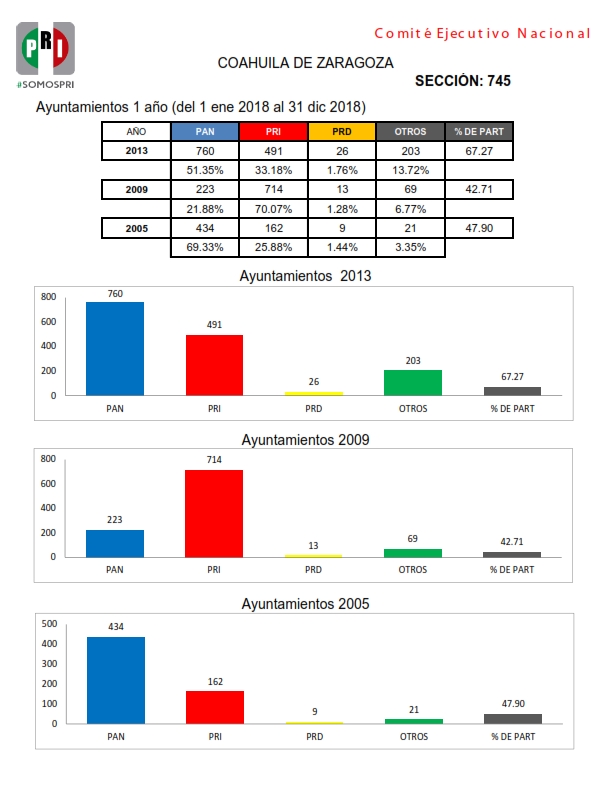 Comité Ejecutivo Nacional
PRI
#SOMOSPRI
COAHUILA DE ZARAGOZA
SECCIÓN: 745
Ayuntamientos 1 año (del 1 ene 2018 al 31 dic 2018)
AÑO PAN PRI PRD OTROS % DE PART
2013 760 491 26 203 67.27
51.35% 33.18% 1.76% 13.72%
2009 223 714 13 69 42.71
21.88% 70.07% 1.28% 6.77%
2005 434 162 9 21 47.90
69.33% 25.88% 1.44% 3.35%
Ayuntamientos 2013
800
600
400
200
0
760 491 26 203 67.27
PAN PRI PRD OTROS % DE PART
Ayuntamientos 2009
800
600
400
200
0
223 714 13 69 42.71
PAN PRI PRD OTROS % DE PART
Ayuntamientos 2005
500
400
300
200
100
0
434 162 9 21 47.90
PAN PRI PRD OTROS % DE PART